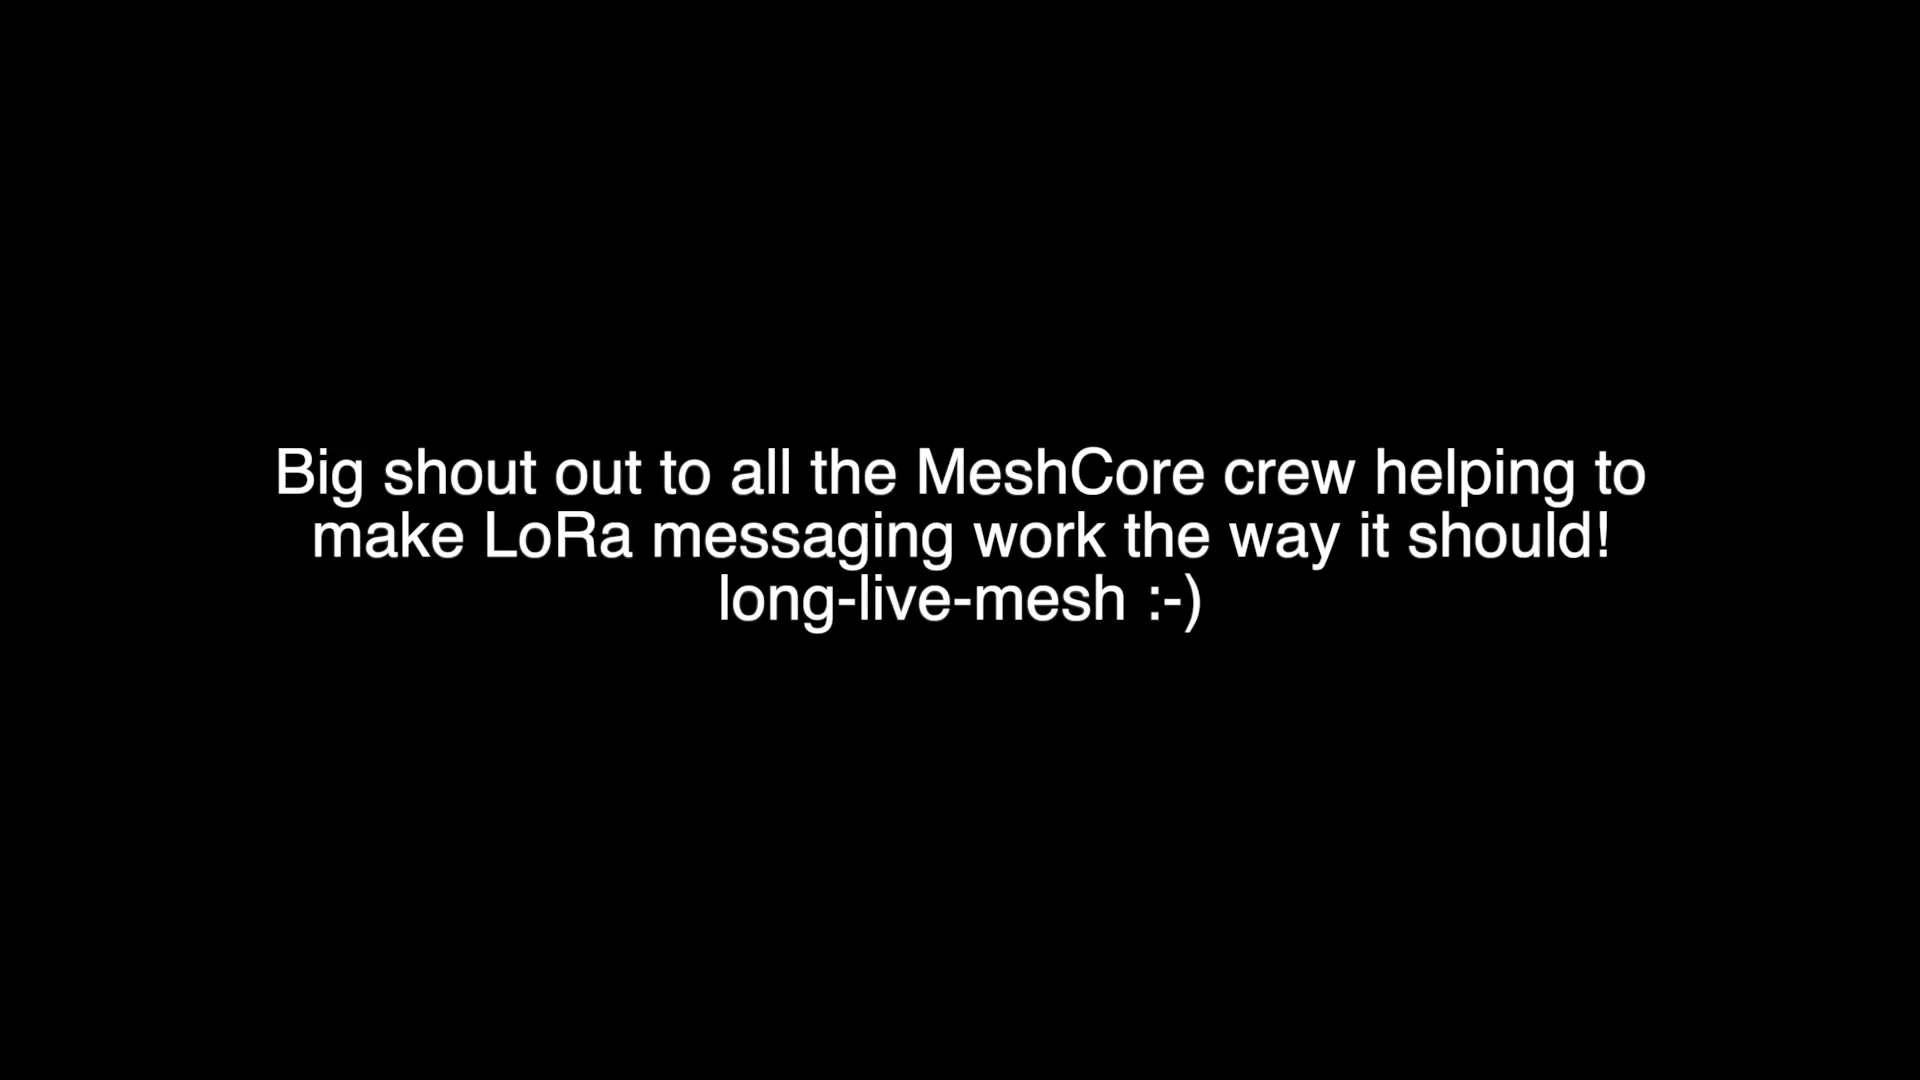 Big shout out to all the MeshCore crew helping to
make LoRa messaging work the way it should!
long-live-mesh :-)